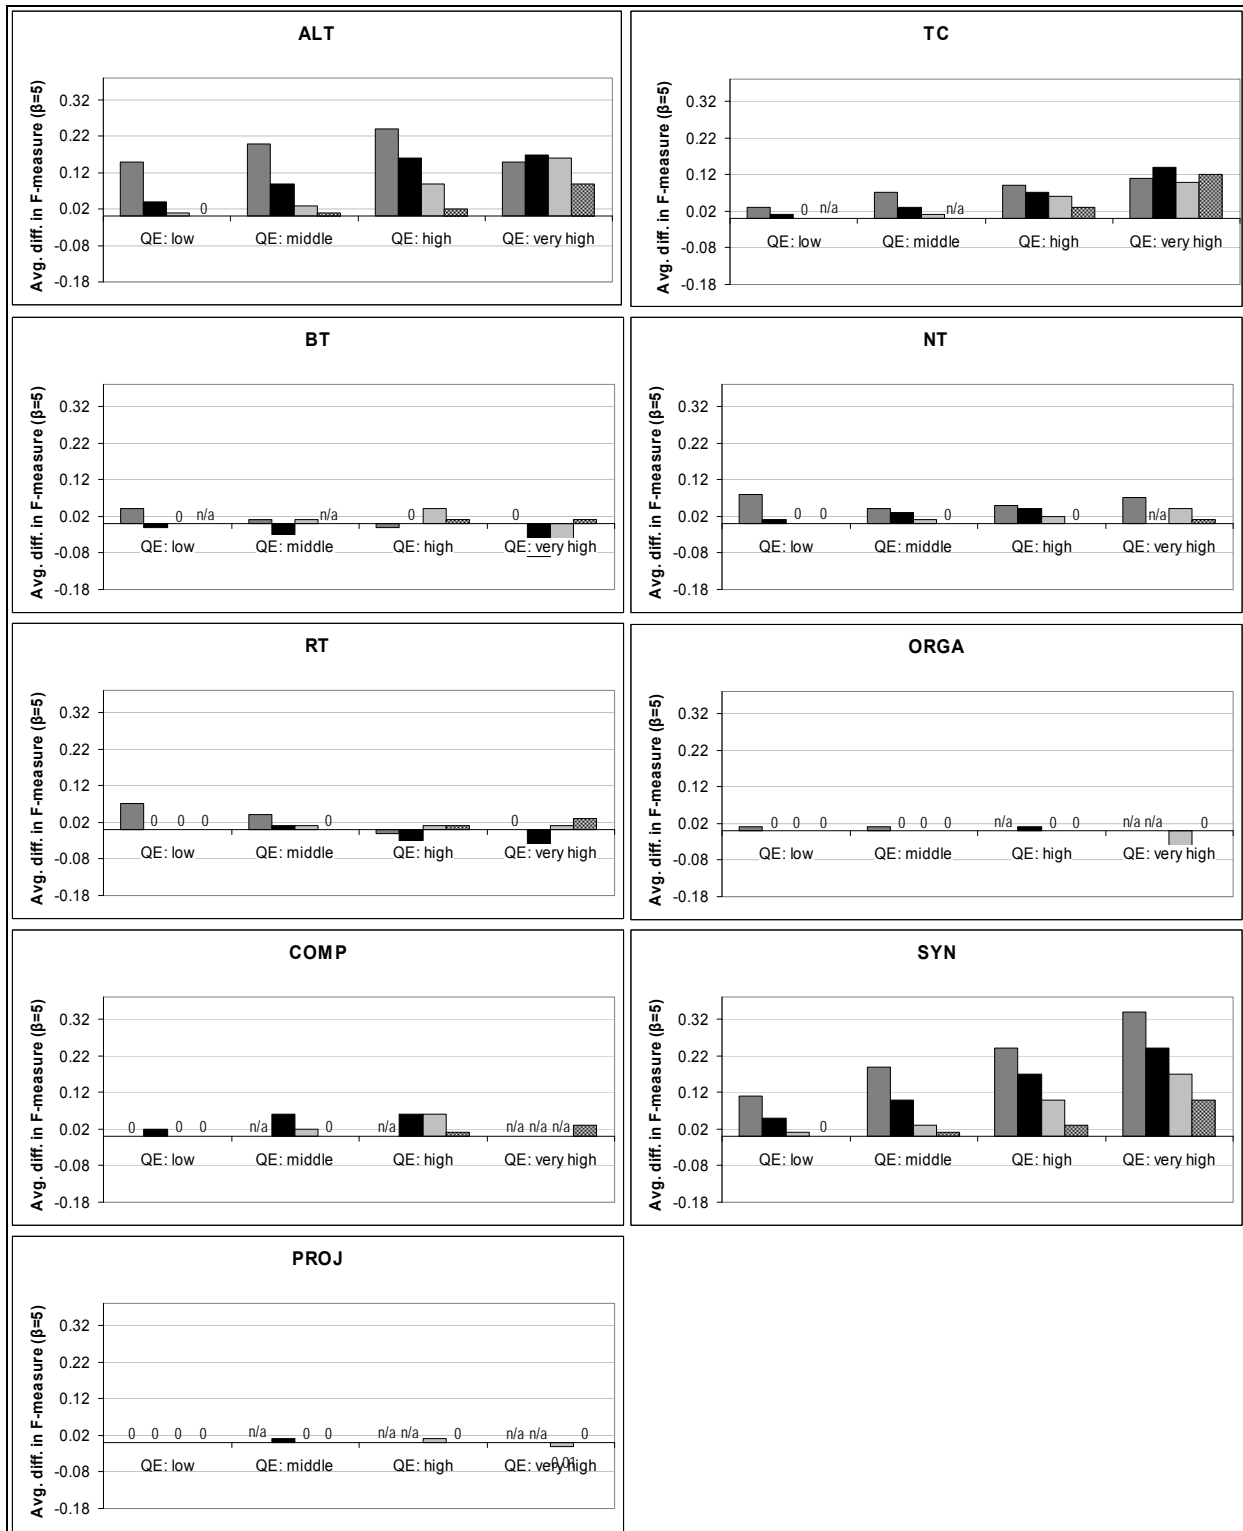 ALT
Avg. diff. in F-measure (β=5)
0.32
0.22
0.12
0.02
-0.08
-0.18
0
QE: low QE: middle QE: high QE: very high
TC
Avg. diff. in F-measure (β=5)
0.32
0.22
0.12
0.02
-0.08
-0.18
0 n/a n/a
QE: low QE: middle QE: high QE: very high
BT
Avg. diff. in F-measure (β=5)
0.32
0.22
0.12
0.02
-0.08
-0.18
0 n/a n/a 0 0
QE: low QE: middle QE: high QE: very high
NT
Avg. diff. in F-measure (β=5)
0.32
0.22
0.12
0.02
-0.08
-0.18
0 0 0 0 n/a
QE: low QE: middle QE: high QE: very high
RT
Avg. diff. in F-measure (β=5)
0.32
0.22
0.12
0.02
-0.08
-0.18
0 0 0 0 0
QE: low QE: middle QE: high QE: very high
ORGA
Avg. diff. in F-measure (β=5)
0.32
0.22
0.12
0.02
-0.08
-0.18
0 0 0 0 0 0 n/a 0 0 n/a n/a 0
QE: low QE: middle QE: high QE: very high
COMP
Avg. diff. in F-measure (β=5)
0.32
0.22
0.12
0.02
-0.08
-0.18
0 0 0 n/a 0 n/a n/a n/a n/a
QE: low QE: middle QE: high QE: very high
SYN
Avg. diff. in F-measure (β=5)
0.32
0.22
0.12
0.02
-0.08
-0.18
0
QE: low QE: middle QE: high QE: very high
PROJ
Avg. diff. in F-measure (β=5)
0.32
0.22
0.12
0.02
-0.08
-0.18
0 0 0 0 n/a 0 0 n/a n/a 0 n/a n/a 0
QE: low QE: middle QE: high QE: very high
-0.01